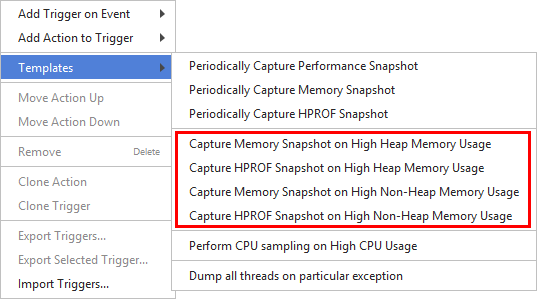 Add Trigger on Event
Add Action to Trigger
Templates
Move Action Up
Move Action Down
Remove Delete
Clone Action
Clone Trigger
Export Triggers...
Export Selected Trigger...
Import Triggers...
Periodically Capture Performance Snapshot
Periodically Capture Memory Snapshot
Periodically Capture HPROF Snapshot
Capture Memory Snapshot on High Heap Memory Usage
Capture HPROF Snapshot on High Heap Memory Usage
Capture Memory Snapshot on High Non-Heap Memory Usage
Capture HPROF Snapshot on High Non-Heap Memory Usage
Perform CPU sampling on High CPU Usage
Dump all threads on particular exception